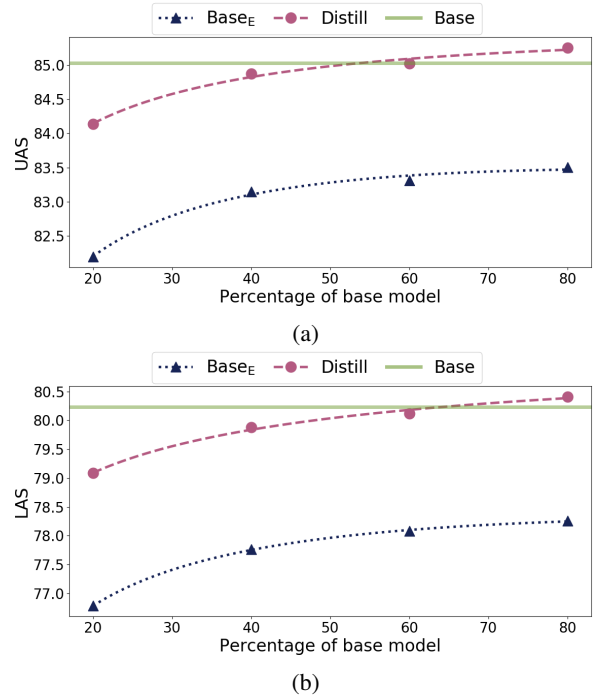 Base_E Distill Base
85.0
84.5
84.0
83.5
83.0
82.5
UAS
20 30 40 50 60 70 80
Percentage of base model
(a)
Base_E Distill Base
80.5
80.0
79.5
79.0
78.5
78.0
77.5
77.0
LAS
20 30 40 50 60 70 80
Percentage of base model
(b)